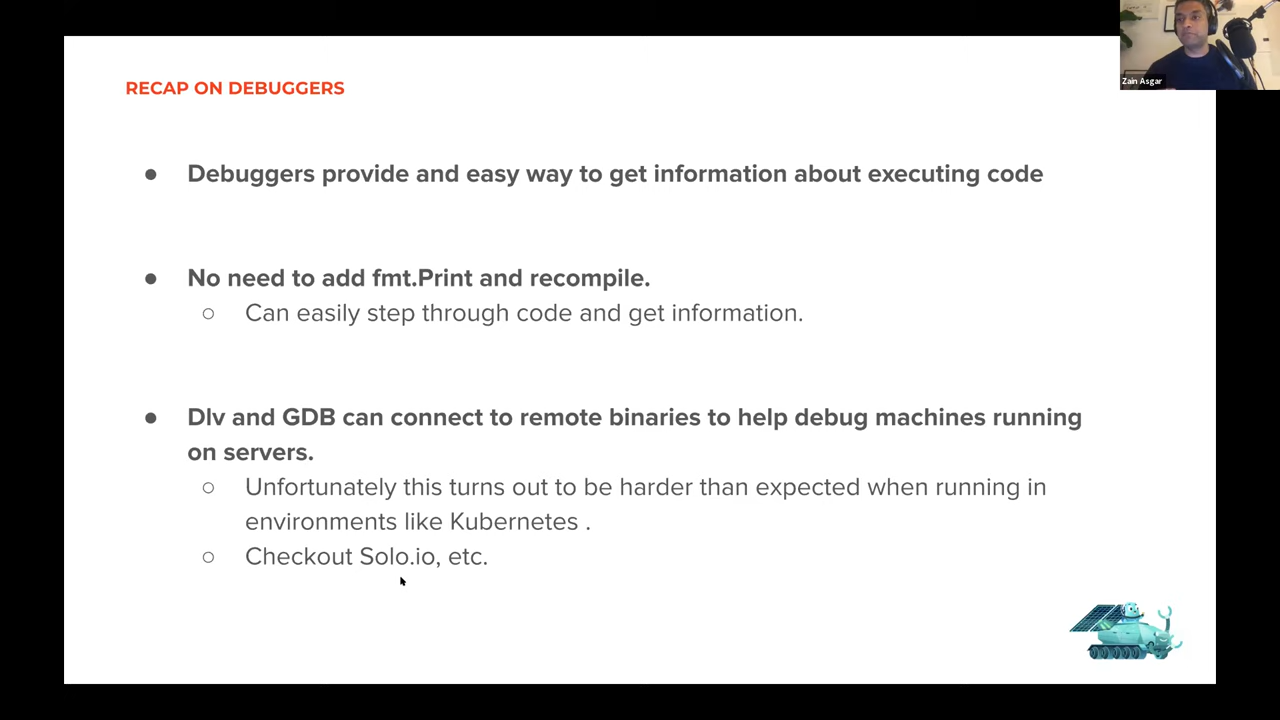 RECAP ON DEBUGGERS
Zain Asgar
● Debuggers provide and easy way to get information about executing code
● No need to add fmt.Print and recompile.
○ Can easily step through code and get information.
● Dlv and GDB can connect to remote binaries to help debug machines running
on servers.
○ Unfortunately this turns out to be harder than expected when running in
environments like Kubernetes .
○ Checkout Solo.io, etc.